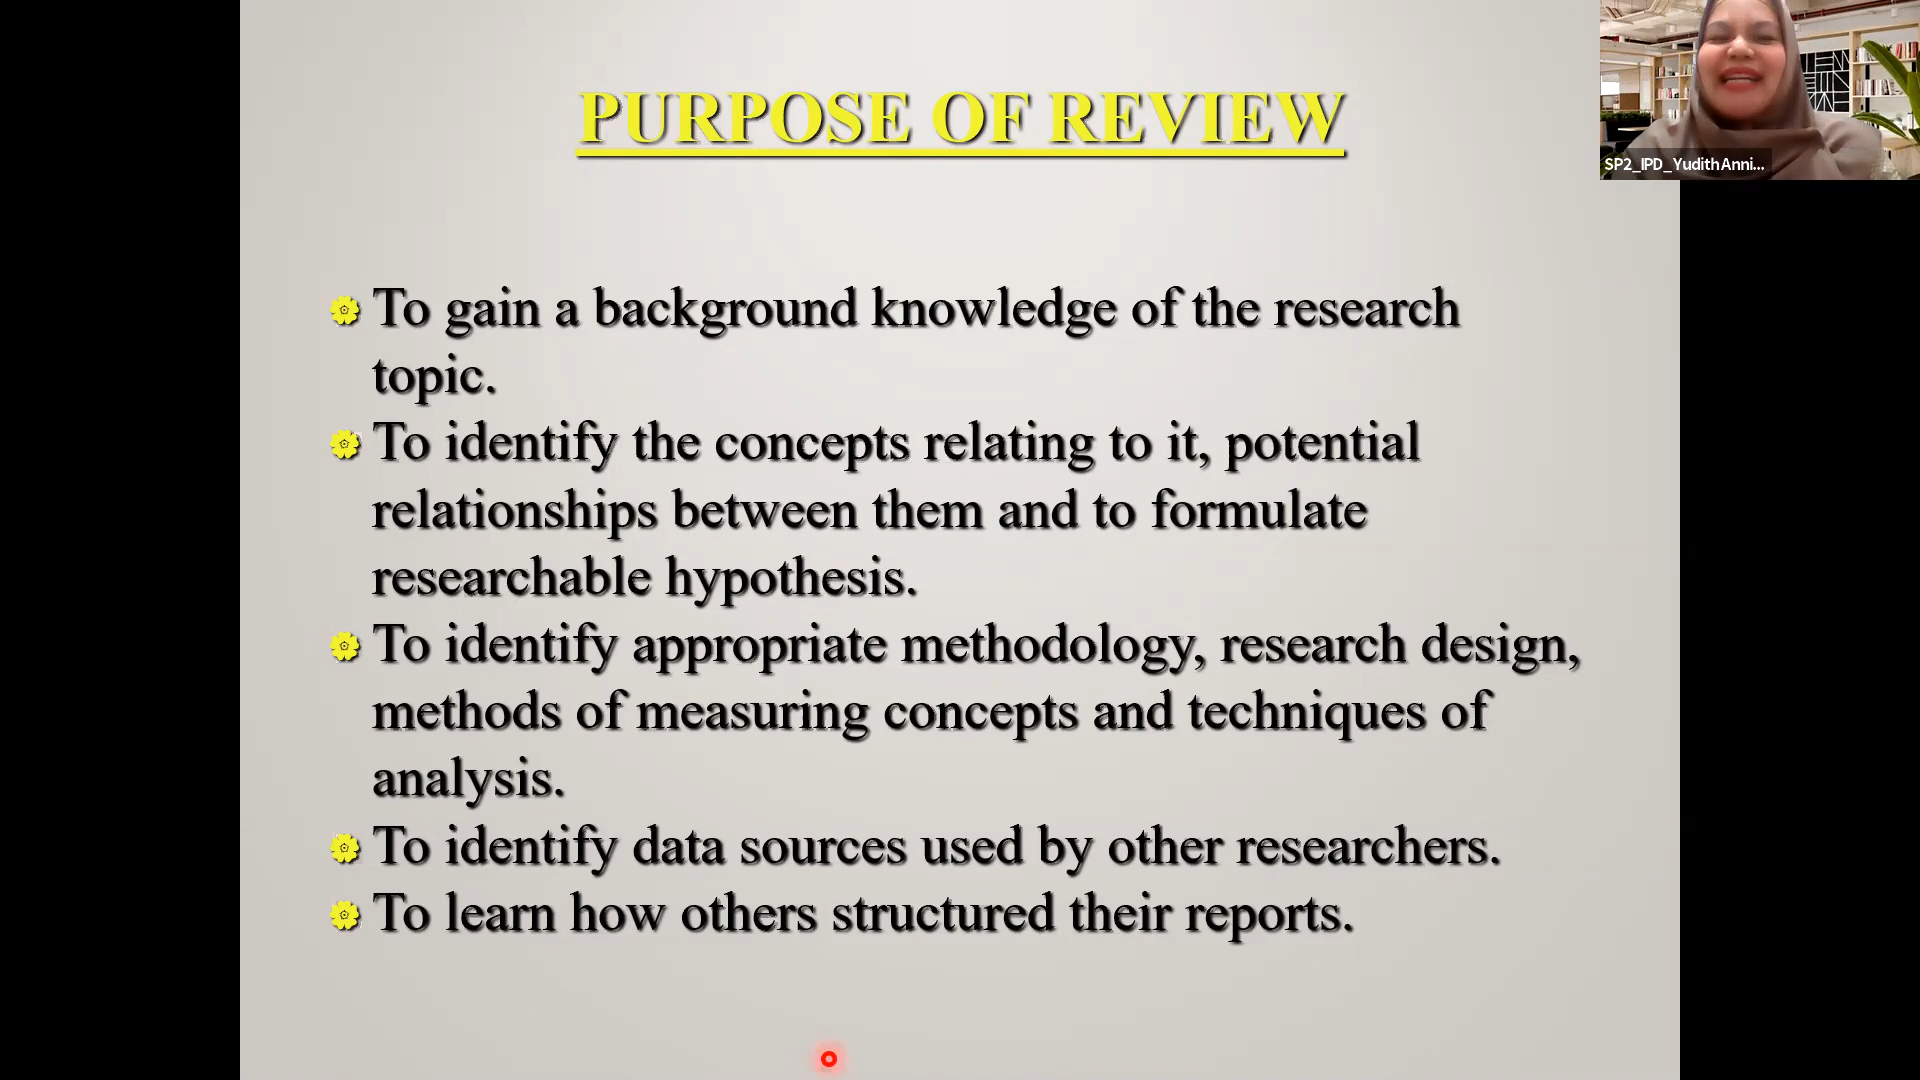 PURPOSE OF REVIEW
SP2_IPD_Yudith Anni...
To gain a background knowledge of the research
topic.
To identify the concepts relating to it, potential
relationships between them and to formulate
researchable hypothesis.
To identify appropriate methodology, research design,
methods of measuring concepts and techniques of
analysis.
To identify data sources used by other researchers.
To learn how others structured their reports.